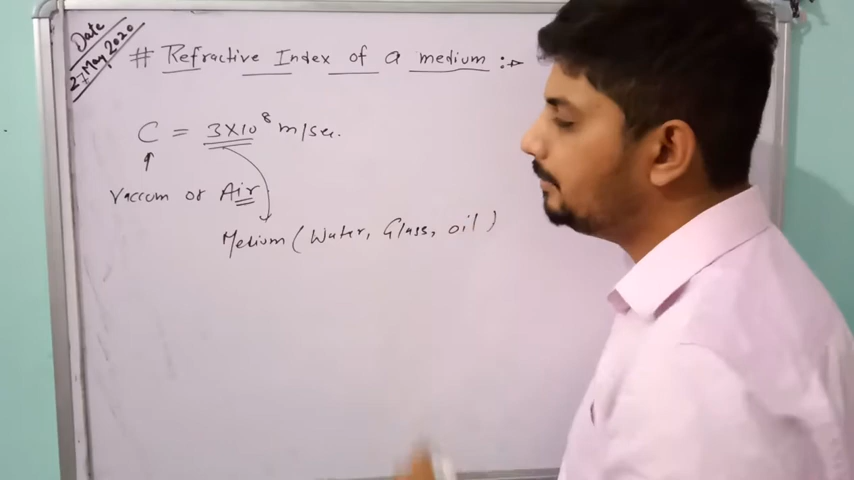 Date
27 May, 2020
# Refractive Index of a medium :→
C = 3X10⁸ m/sec.
↑
Vaccum or Air
Medium (Water, Glass, oil)